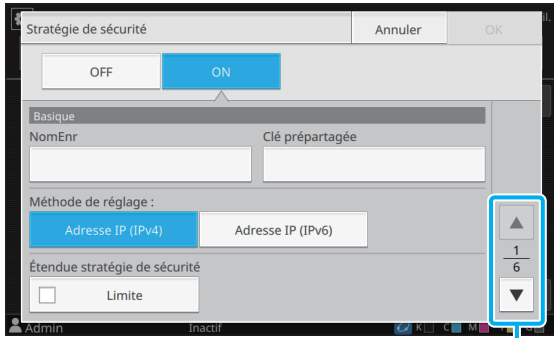 Stratégie de sécurité
Annuler
OK
OFF
ON
Basique
NomEnr
Clé prépartagée
Méthode de réglage :
Adresse IP (IPv4)
Adresse IP (IPv6)
Étendue stratégie de sécurité
Limite
1
6
Admin
Inactif
K
C
M